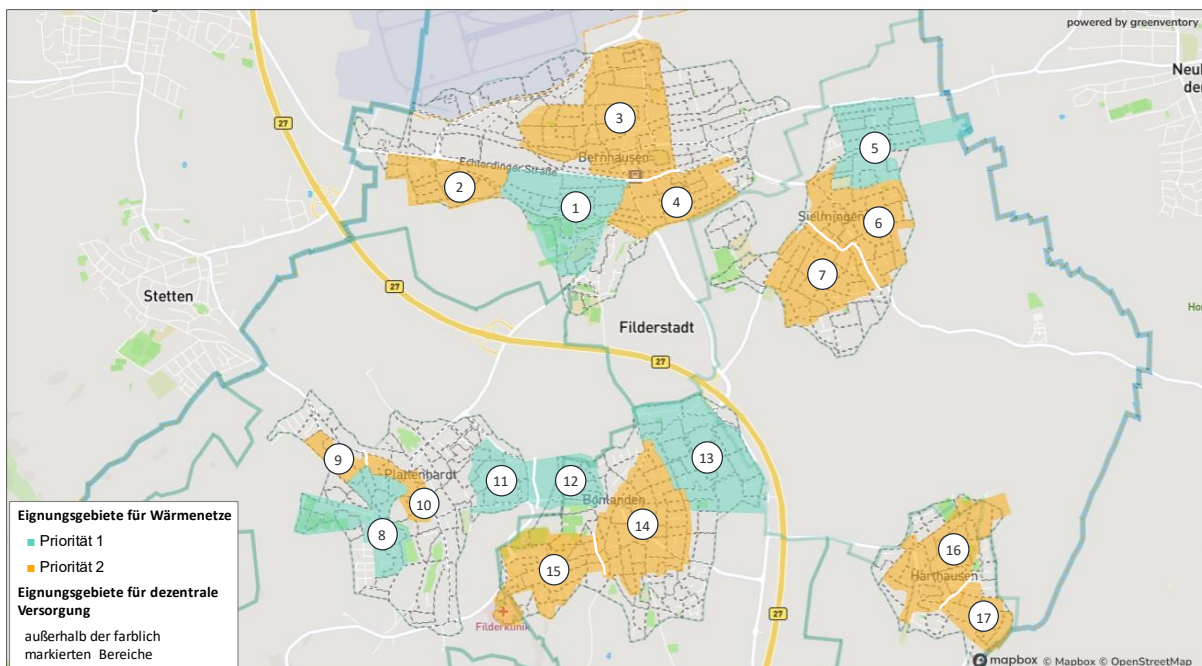 powered by greenventory
27
3
Bernhausen
5
Echterdinger Straße
2
1
4
Sielmingen
6
7
27
Stetten
Filderstadt
27
9
Plattenhardt
10
11
12
13
Bonlanden
8
14
15
Filderklinik
16
Harthausen
17
27
Eignungsgebiete für Wärmenetze
Priorität 1
Priorität 2
Eignungsgebiete für dezentrale
Versorgung
außerhalb der farblich
markierten Bereiche
mapbox © Mapbox © OpenStreetMap